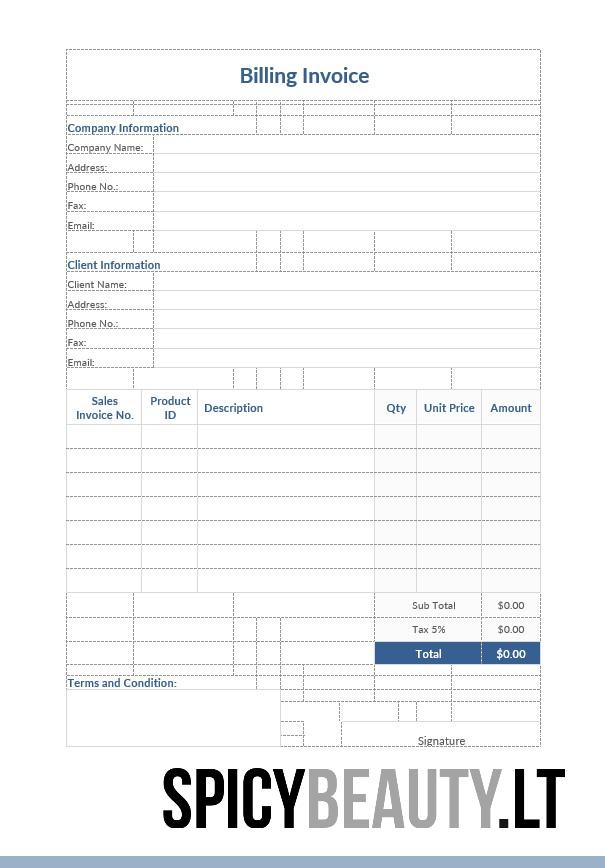 Billing Invoice
Company Information
Company Name:
Address:
Phone No.:
Fax:
Email:
Client Information
Client Name:
Address:
Phone No.:
Fax:
Email:
Sales Invoice No. Product ID Description Qty Unit Price Amount
Sub Total $0.00
Tax 5% $0.00
Total $0.00
Terms and Condition:
Signature
SPICYBEAUTY.LT